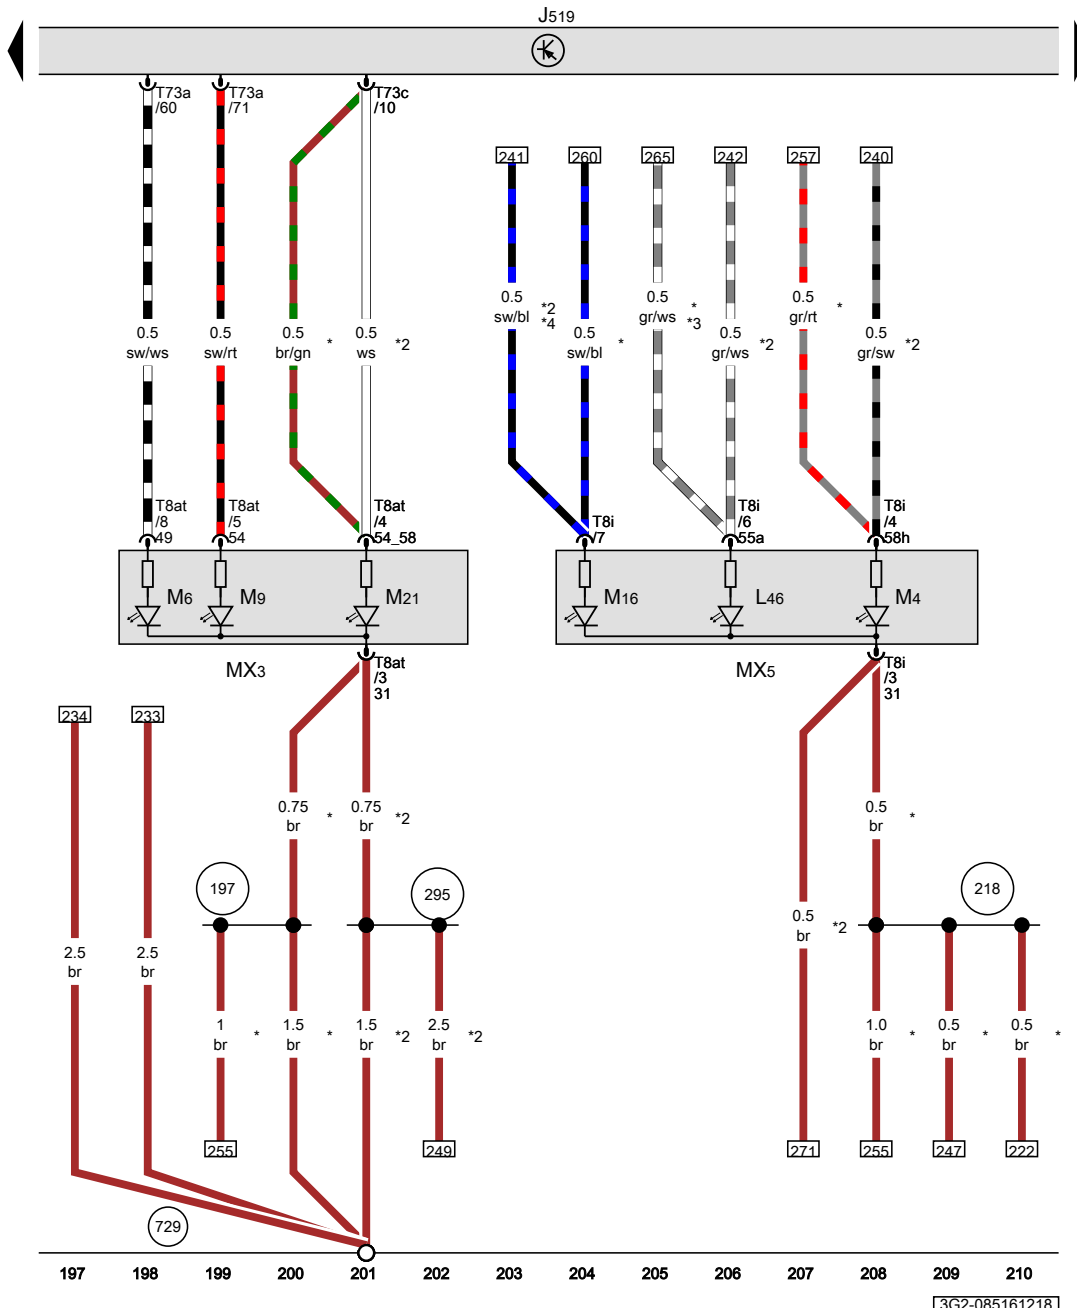 J519
T73a /60
T73a /71
T73c /10
241
260
265
242
257
240
0.5 sw/bl *2 *4
0.5 gr/ws * *3
0.5 gr/rt *
0.5 sw/ws
0.5 sw/rt
0.5 br/gn *
0.5 ws *2
0.5 sw/bl *
0.5 gr/ws *2
0.5 gr/sw *2
T8at /8 49
T8at /5 54
T8at /4 54_58
T8i /7
T8i /6 55a
T8i /4 58h
M6
M9
M21
M16
L46
M4
MX3
T8at /3 31
MX5
T8i /3 31
234
233
0.75 br *
0.75 br *2
0.5 br *
197
295
218
2.5 br
2.5 br
0.5 br *2
1 br *
1.5 br *
1.5 br *2
2.5 br *2
1.0 br *
0.5 br *
0.5 br *
255
249
271
255
247
222
729
197 198 199 200 201 202 203 204 205 206 207 208 209 210
3G2-085161218